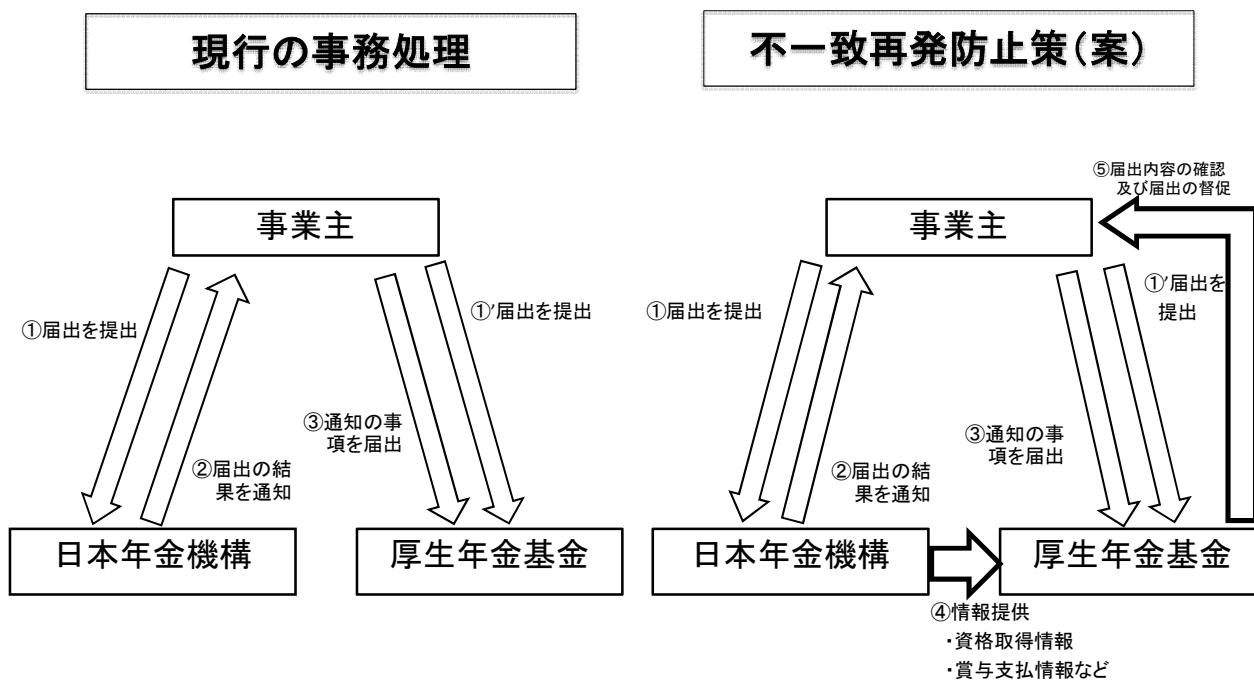 現行の事務処理
事業主
①届出を提出
①’届出を提出
③通知の事
項を届出
②届出の結
果を通知
日本年金機構
厚生年金基金
不一致再発防止策（案）
⑤届出内容の確認
及び届出の督促
事業主
①届出を提出
①’届出を
提出
③通知の事
項を届出
②届出の結
果を通知
日本年金機構
厚生年金基金
④情報提供
・資格取得情報
・賞与支払情報など